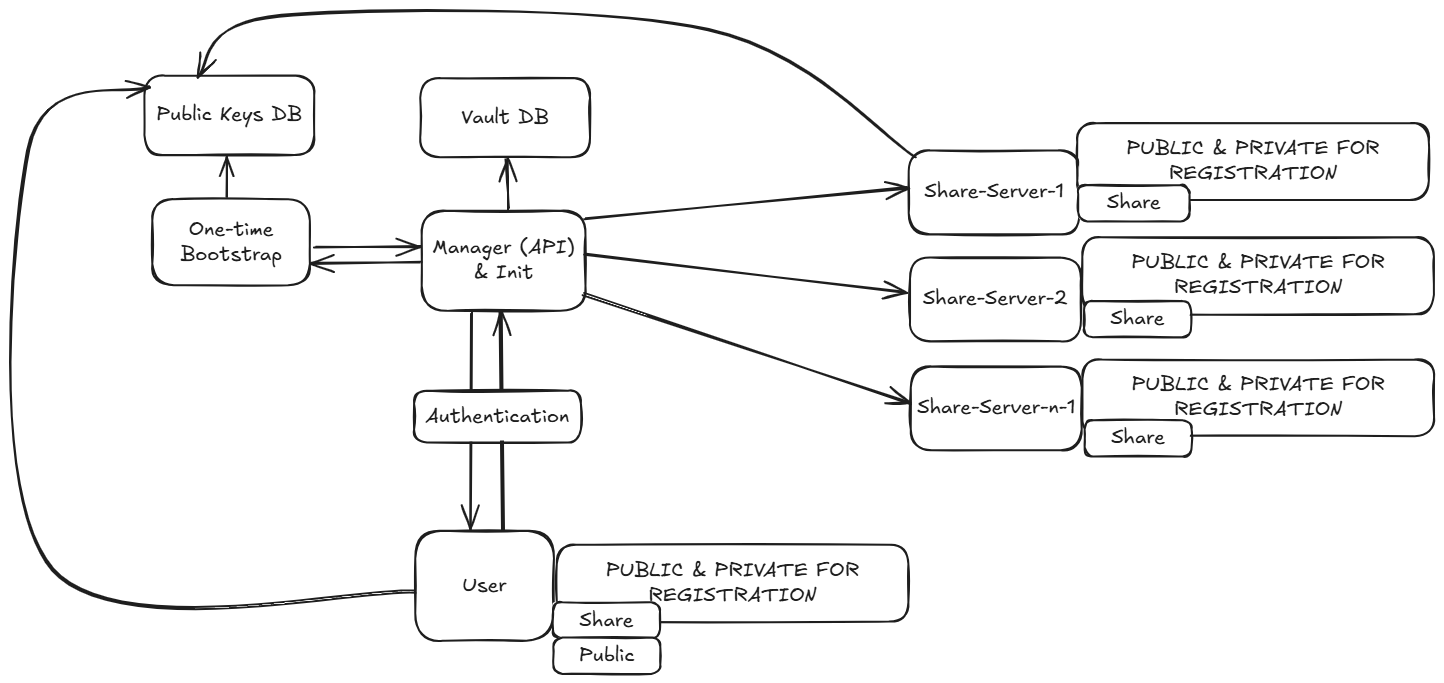 Public Keys DB
Vault DB
PUBLIC & PRIVATE FOR
REGISTRATION
Share-Server-1
Share
One-time
Bootstrap
Manager (API)
& Init
PUBLIC & PRIVATE FOR
REGISTRATION
Share-Server-2
Share
PUBLIC & PRIVATE FOR
REGISTRATION
Share-Server-n-1
Share
Authentication
User
PUBLIC & PRIVATE FOR
REGISTRATION
Share
Public